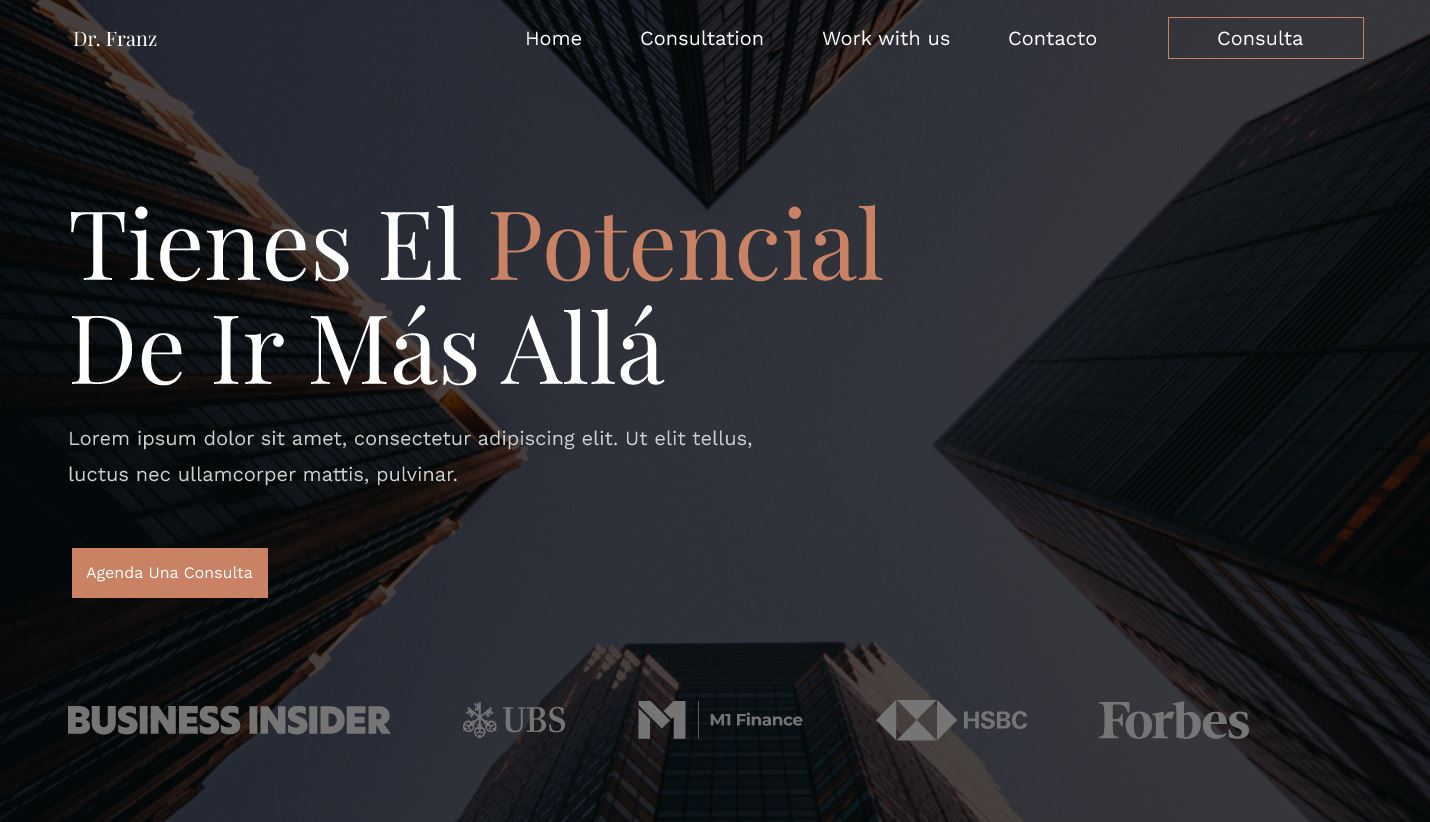 Dr. Franz
Home
Consultation
Work with us
Contacto
Consulta
Tienes El Potencial
De Ir Más Allá
Lorem ipsum dolor sit amet, consectetur adipiscing elit. Ut elit tellus,
luctus nec ullamcorper mattis, pulvinar.
Agenda Una Consulta
BUSINESS INSIDER
UBS
M1 Finance
HSBC
Forbes